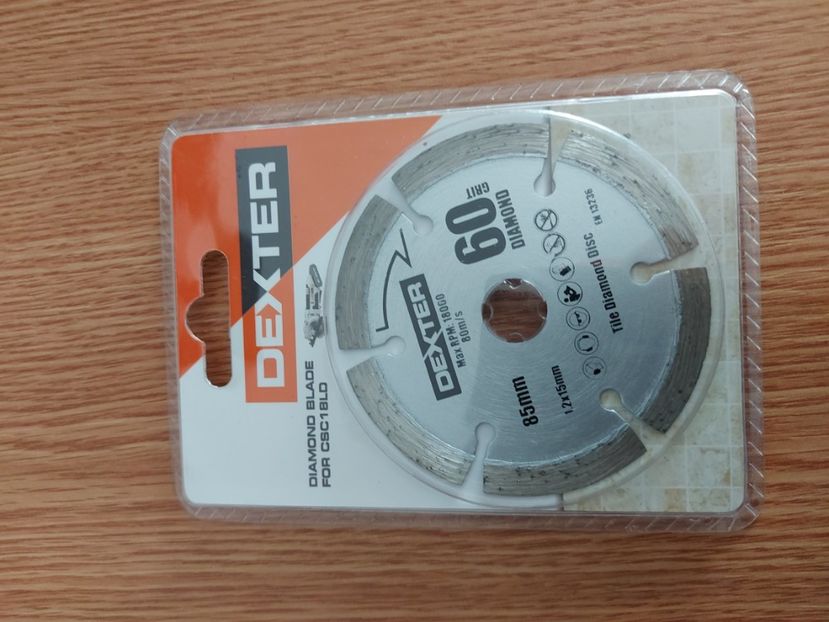 DEXTER
DIAMOND BLADE
FOR CSC18LD
60
GRIT
DIAMOND
DEXTER
Max RPM: 18000
80m/s
EN 13236
Tile Diamond Disc
85mm
1.2x15mm